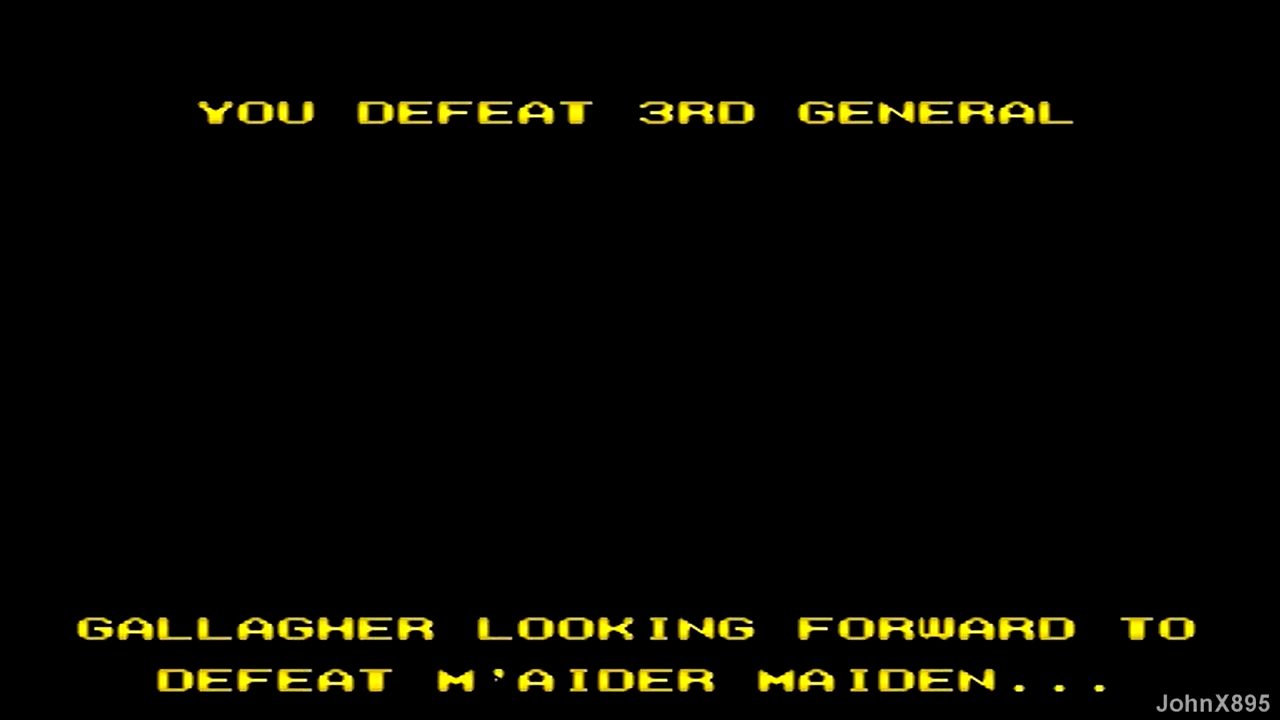 YOU DEFEAT 3RD GENERAL
GALLAGHER LOOKING FORWARD TO
DEFEAT M'AIDER MAIDEN...
JohnX895